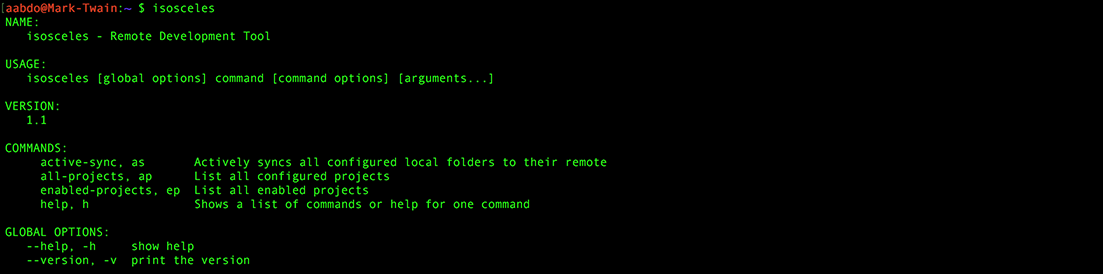 [aabdo@Mark-Twain:~ $ isosceles
NAME:
   isosceles - Remote Development Tool

USAGE:
   isosceles [global options] command [command options] [arguments...]

VERSION:
   1.1

COMMANDS:
     active-sync, as       Actively syncs all configured local folders to their remote
     all-projects, ap      List all configured projects
     enabled-projects, ep  List all enabled projects
     help, h               Shows a list of commands or help for one command

GLOBAL OPTIONS:
   --help, -h     show help
   --version, -v  print the version